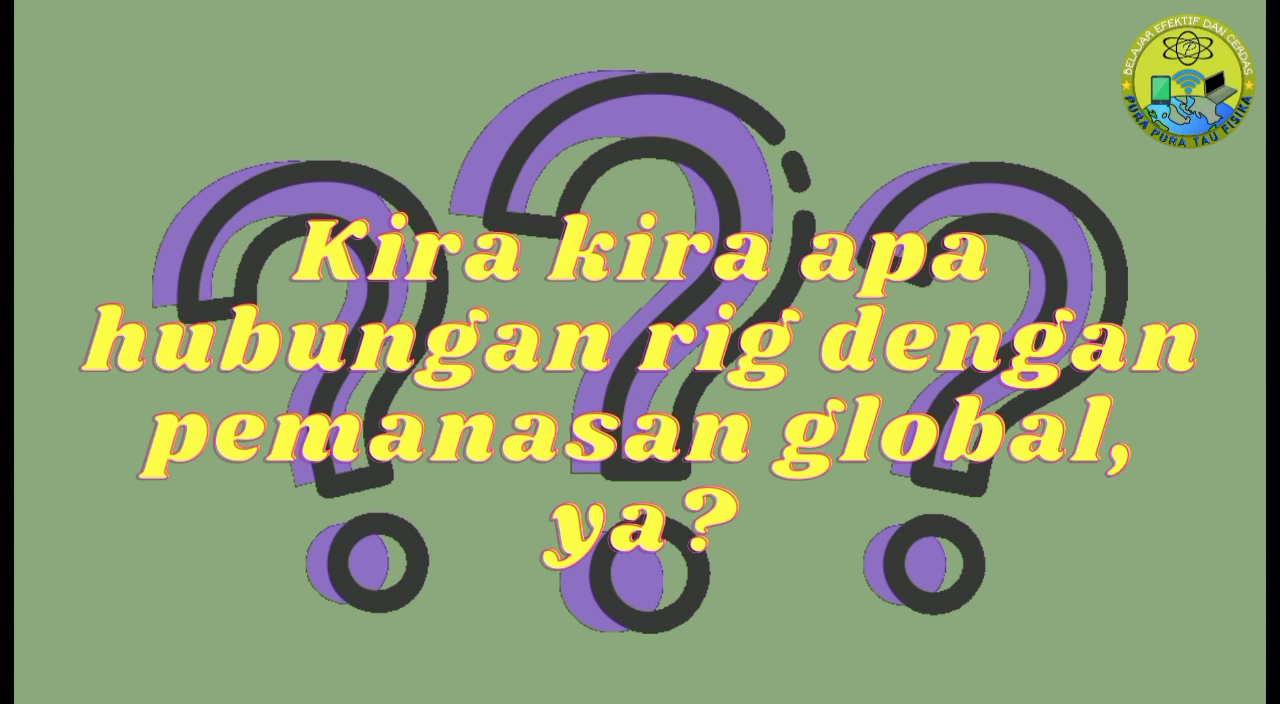 BELAJAR EFEKTIF DAN CERDAS
PURA PURA TAU FISIKA
Kira kira apa
hubungan rig dengan
pemanasan global,
ya?